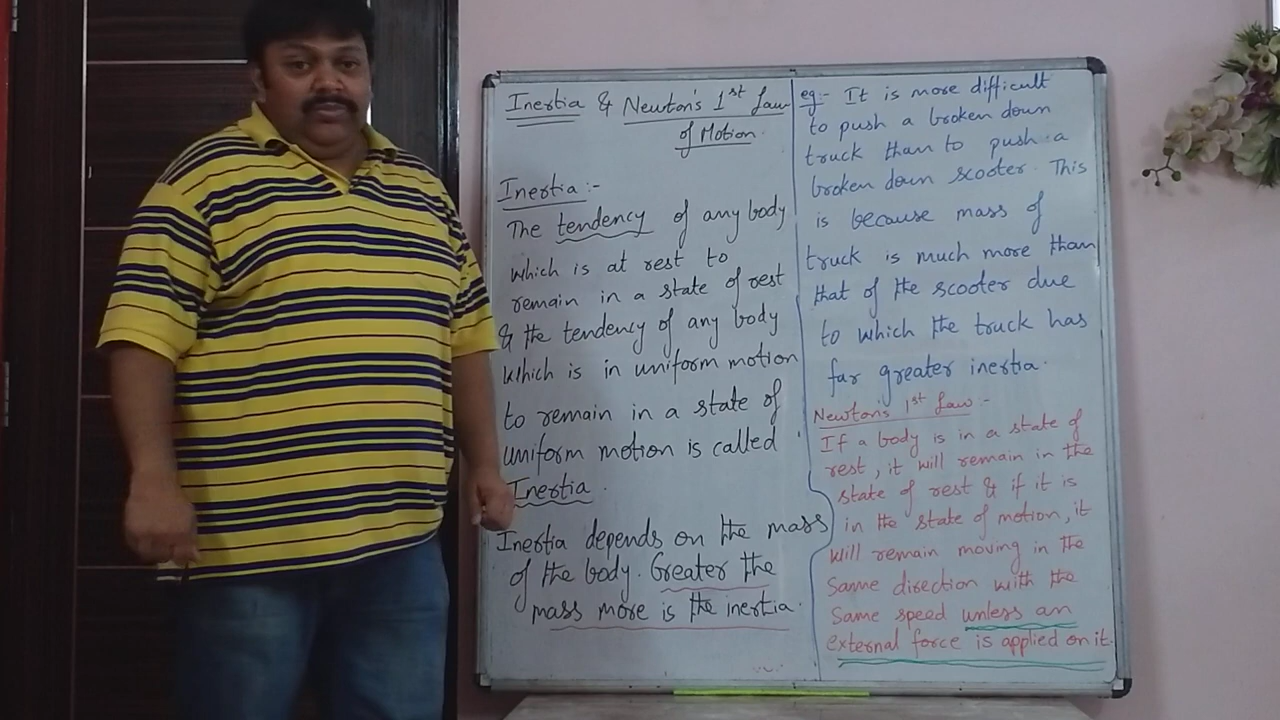 Inertia & Newton's 1st Law
of Motion.
Inertia :-
The tendency of any body
which is at rest to
remain in a state of rest
& the tendency of any body
which is in uniform motion
to remain in a state of
uniform motion is called
Inertia.
Inertia depends on the mass
of the body. Greater the
mass more is the inertia.
eg:- It is more difficult
to push a broken down
truck than to push a
broken down scooter. This
is because mass of
truck is much more than
that of the scooter due
to which the truck has
far greater inertia.
Newton's 1st Law -
If a body is in a state of
rest, it will remain in the
state of rest & if it is
in the state of motion, it
will remain moving in the
same direction with the
same speed unless an
external force is applied on it.